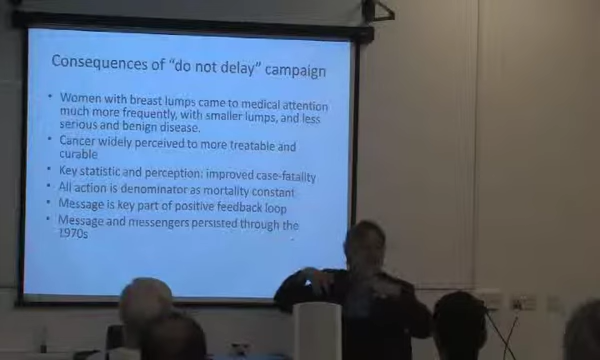 Consequences of "do not delay" campaign
• Women with breast lumps came to medical attention
much more frequently, with smaller lumps, and less
serious and benign disease.
• Cancer widely perceived to more treatable and
curable
• Key statistic and perception: improved case-fatality
• All action is denominator as mortality constant
• Message is key part of positive feedback loop
• Message and messengers persisted through the
1970s